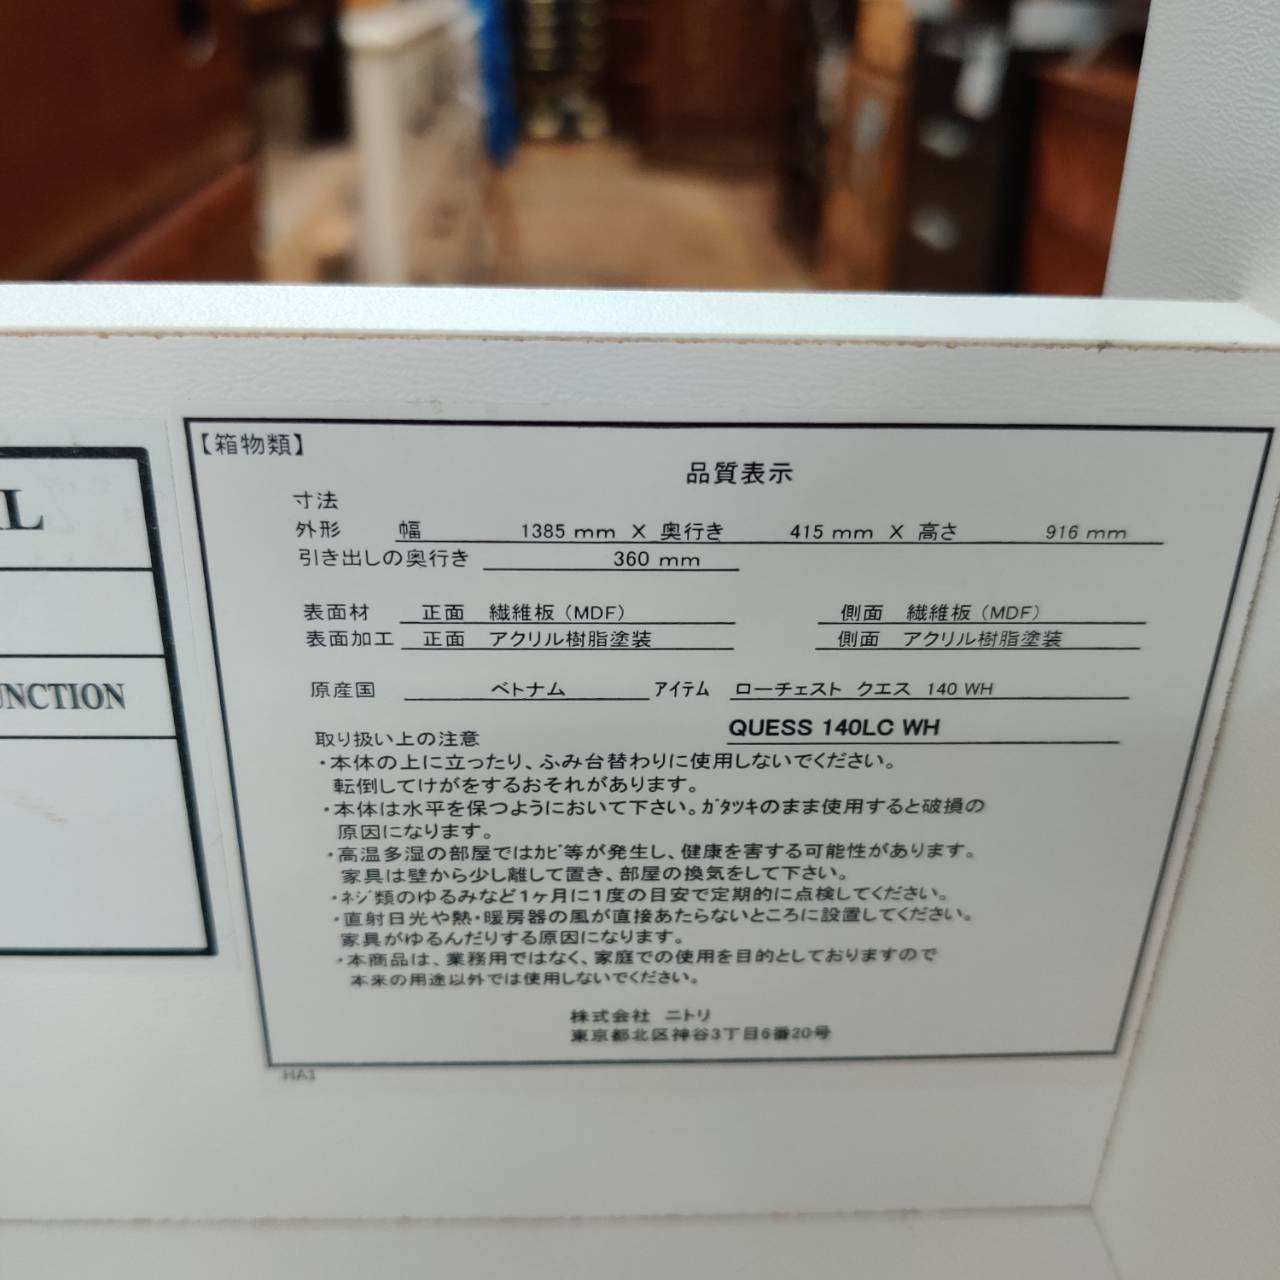 L
UNCTION
【箱物類】
品質表示
寸法
外形 幅 1385 mm X 奥行き 415 mm X 高さ 916 mm
引き出しの奥行き 360 mm
表面材 正面 繊維板 (MDF) 側面 繊維板 (MDF)
表面加工 正面 アクリル樹脂塗装 側面 アクリル樹脂塗装
原産国 ベトナム アイテム ローチェスト クエス 140 WH
QUESS 140LC WH
取り扱い上の注意
・本体の上に立ったり、ふみ台替わりに使用しないでください。
転倒してけがをするおそれがあります。
・本体は水平を保つようにおいて下さい。ｶﾞﾀﾂｷのまま使用すると破損の
原因になります。
・高温多湿の部屋ではｶﾋﾞ等が発生し、健康を害する可能性があります。
家具は壁から少し離して置き、部屋の換気をして下さい。
・ﾈｼﾞ類のゆるみなど1ヶ月に1度の目安で定期的に点検してください。
・直射日光や熱・暖房器の風が直接あたらないところに設置してください。
家具がゆるんだりする原因になります。
・本商品は、業務用ではなく、家庭での使用を目的としておりますので
本来の用途以外では使用しないでください。
株式会社 ニトリ
東京都北区神谷3丁目6番20号
HA1